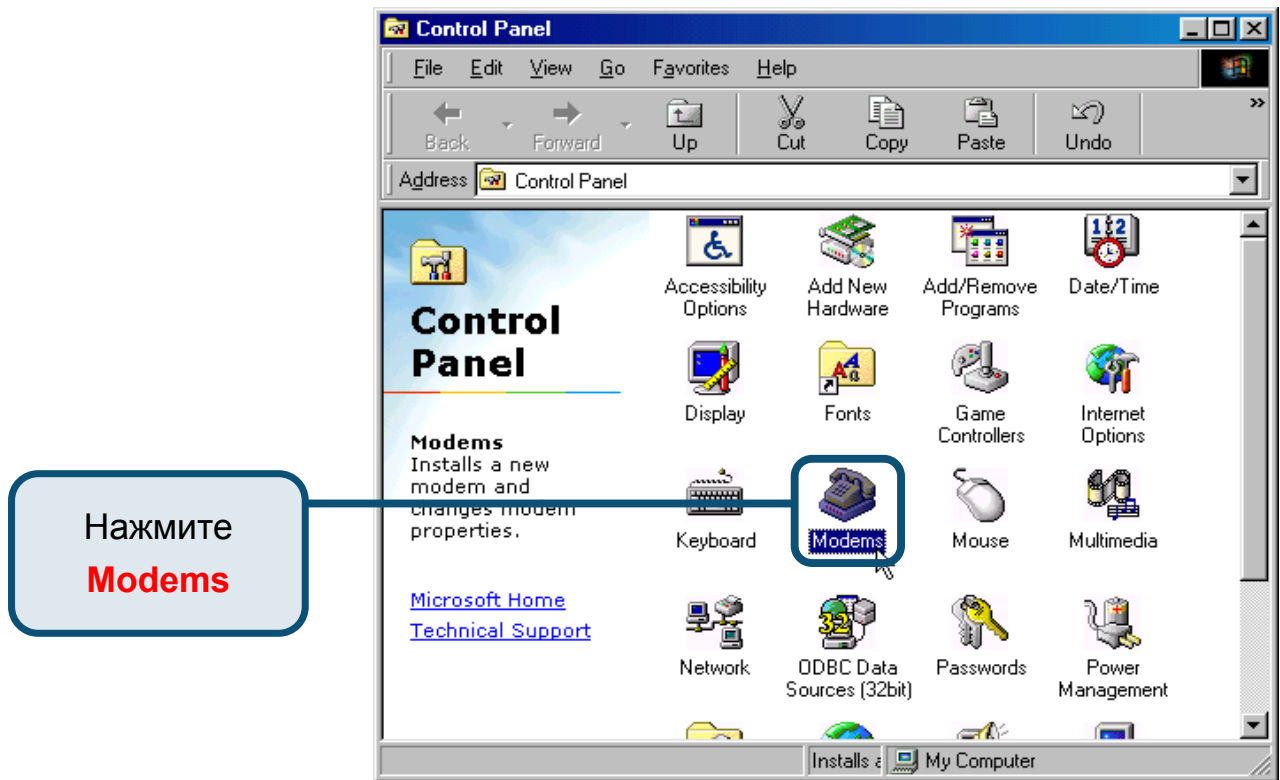 Control Panel
File Edit View Go Favorites Help
Back Forward Up Cut Copy Paste Undo »
Address Control Panel
Control
Panel
Modems
Installs a new
modem and
changes modem
properties.
Microsoft Home
Technical Support
Accessibility
Options
Add New
Hardware
Add/Remove
Programs
Date/Time
Display
Fonts
Game
Controllers
Internet
Options
Keyboard
Modems
Mouse
Multimedia
Network
ODBC Data
Sources (32bit)
Passwords
Power
Management
Installs a My Computer
Нажмите
Modems